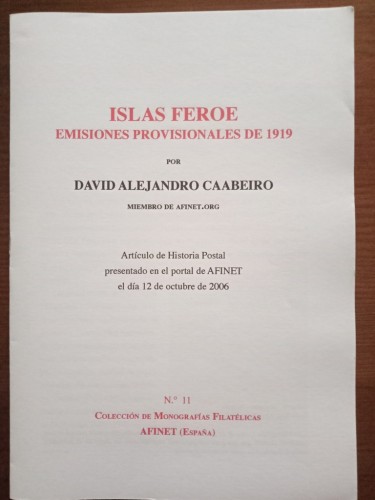 ISLAS FEROE
EMISIONES PROVISIONALES DE 1919
POR
DAVID ALEJANDRO CAABEIRO
MIEMBRO DE AFINET.ORG
Artículo de Historia Postal
presentado en el portal de AFINET
el día 12 de octubre de 2006
N.º 11
COLECCIÓN DE MONOGRAFÍAS FILATÉLICAS
AFINET (ESPAÑA)